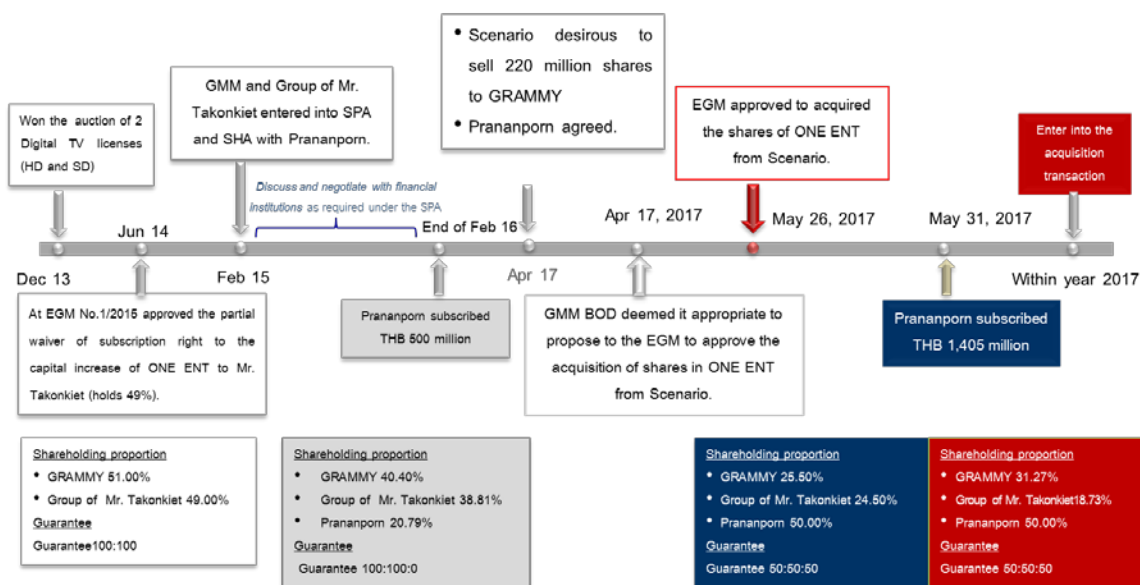 Won the auction of 2
Digital TV licenses
(HD and SD)
GMM and Group of Mr.
Takonkiet entered into SPA
and SHA with Prananporn.
• Scenario desirous to
sell 220 million shares
to GRAMMY
• Prananporn agreed.
EGM approved to acquired
the shares of ONE ENT
from Scenario.
Enter into the
acquisition
transaction
Discuss and negotiate with financial
institutions as required under the SPA
Jun 14
End of Feb 16
Apr 17, 2017
May 26, 2017
May 31, 2017
Dec 13
Feb 15
Apr 17
Within year 2017
At EGM No.1/2015 approved the partial
waiver of subscription right to the
capital increase of ONE ENT to Mr.
Takonkiet (holds 49%).
Prananporn subscribed
THB 500 million
GMM BOD deemed it appropriate to
propose to the EGM to approve the
acquisition of shares in ONE ENT
from Scenario.
Prananporn subscribed
THB 1,405 million
Shareholding proportion
• GRAMMY 51.00%
• Group of Mr. Takonkiet 49.00%
Guarantee
Guarantee100:100
Shareholding proportion
• GRAMMY 40.40%
• Group of Mr. Takonkiet 38.81%
• Prananporn 20.79%
Guarantee
Guarantee 100:100:0
Shareholding proportion
• GRAMMY 25.50%
• Group of Mr. Takonkiet 24.50%
• Prananporn 50.00%
Guarantee
Guarantee 50:50:50
Shareholding proportion
• GRAMMY 31.27%
• Group of Mr. Takonkiet18.73%
• Prananporn 50.00%
Guarantee
Guarantee 50:50:50